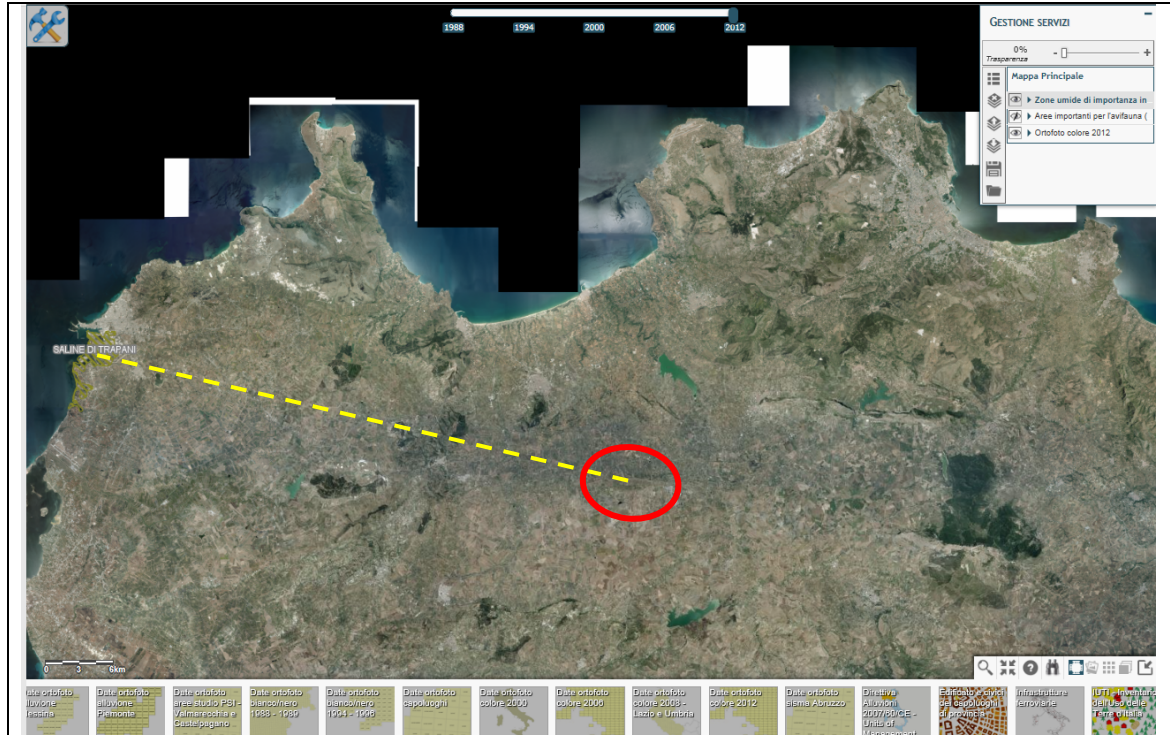 1988
1994
2000
2006
2012
GESTIONE SERVIZI
0%
Trasparenza
-
+
Mappa Principale
Zone umide di importanza in
Aree importanti per l'avifauna (
Ortofoto colore 2012
SALINE DI TRAPANI
0 3 6km
Date ortofoto
alluvione
Messina
Date ortofoto
alluvione
Piemonte
Date ortofoto
aree studio PSI -
Valmarecchia e
Castelpagano
Date ortofoto
bianco/nero
1988 - 1989
Date ortofoto
bianco/nero
1994 - 1996
Date ortofoto
capoluoghi
Date ortofoto
colore 2000
Date ortofoto
colore 2006
Date ortofoto
colore 2008 -
Lazio e Umbria
Date ortofoto
colore 2012
Date ortofoto
sisma Abruzzo
Direttiva
Alluvioni
2007/60/CE -
Units of
Management
Edificato e civici
dei capoluoghi
di provincia
Infrastrutture
ferroviarie
IUTI - Inventario
dell'Uso delle
Terre d'Italia